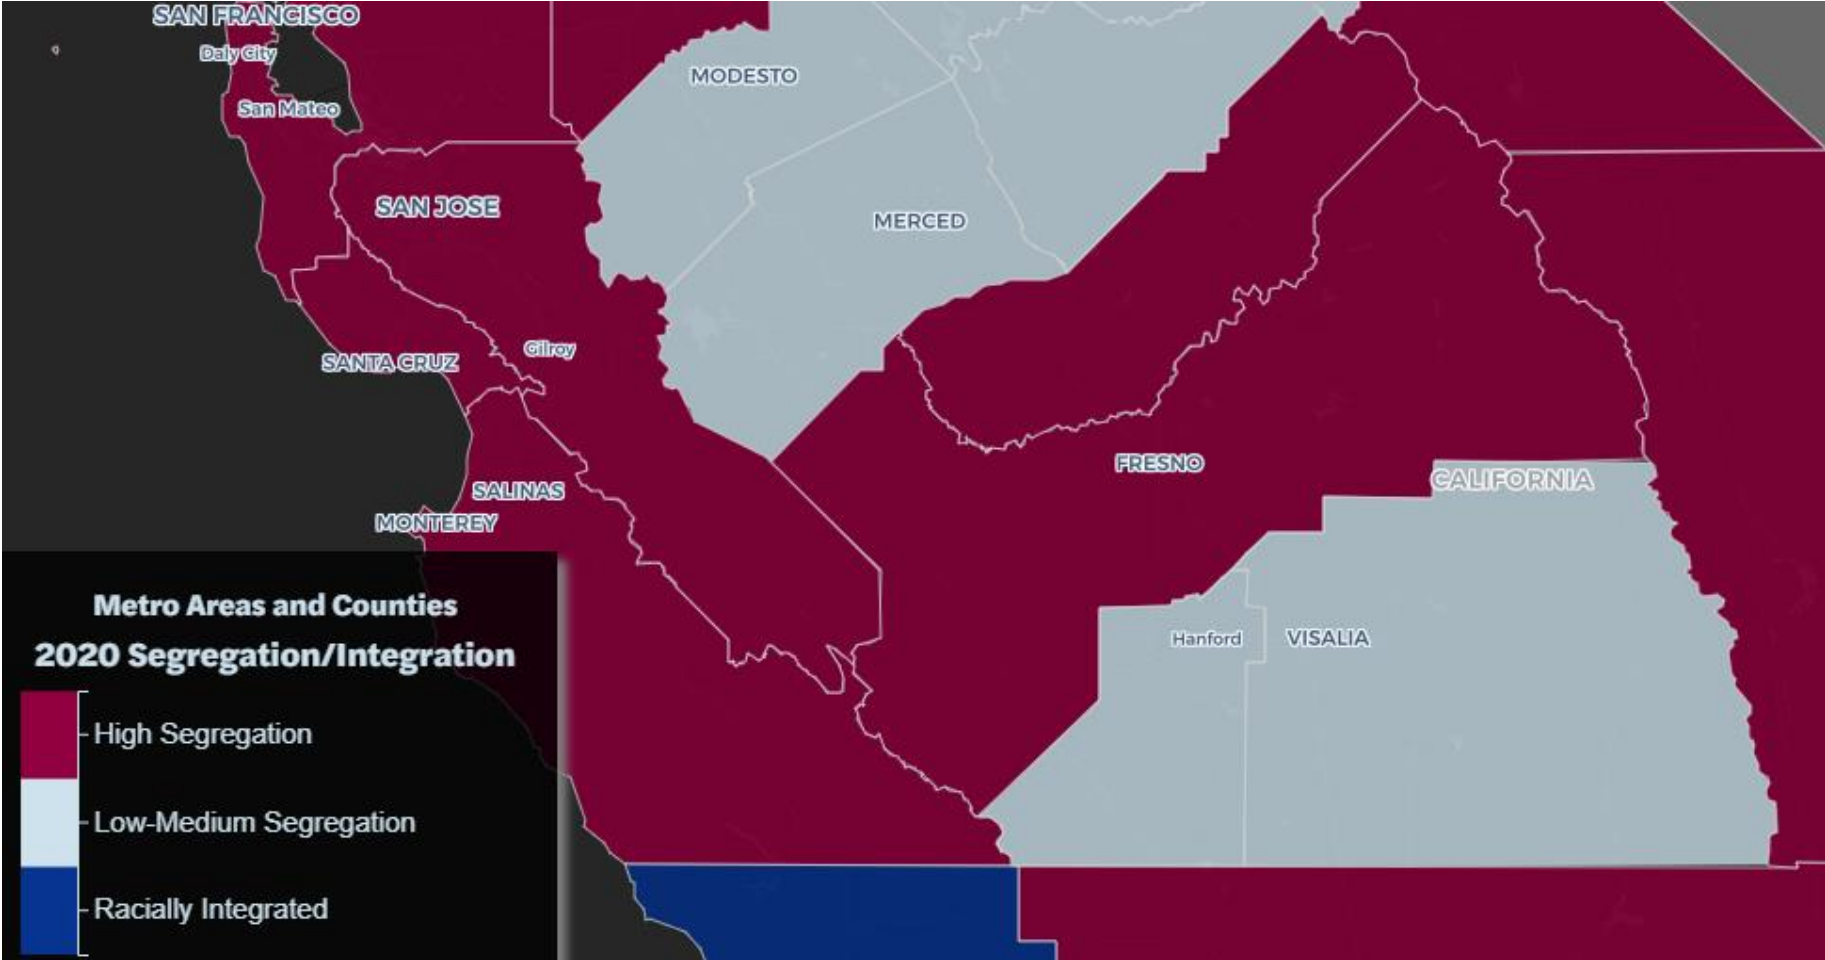 SAN FRANCISCO
Daly City
MODESTO
San Mateo
SAN JOSE
MERCED
Gilroy
SANTA CRUZ
FRESNO
CALIFORNIA
SALINAS
MONTEREY
Hanford
VISALIA
Metro Areas and Counties
2020 Segregation/Integration
High Segregation
Low-Medium Segregation
Racially Integrated